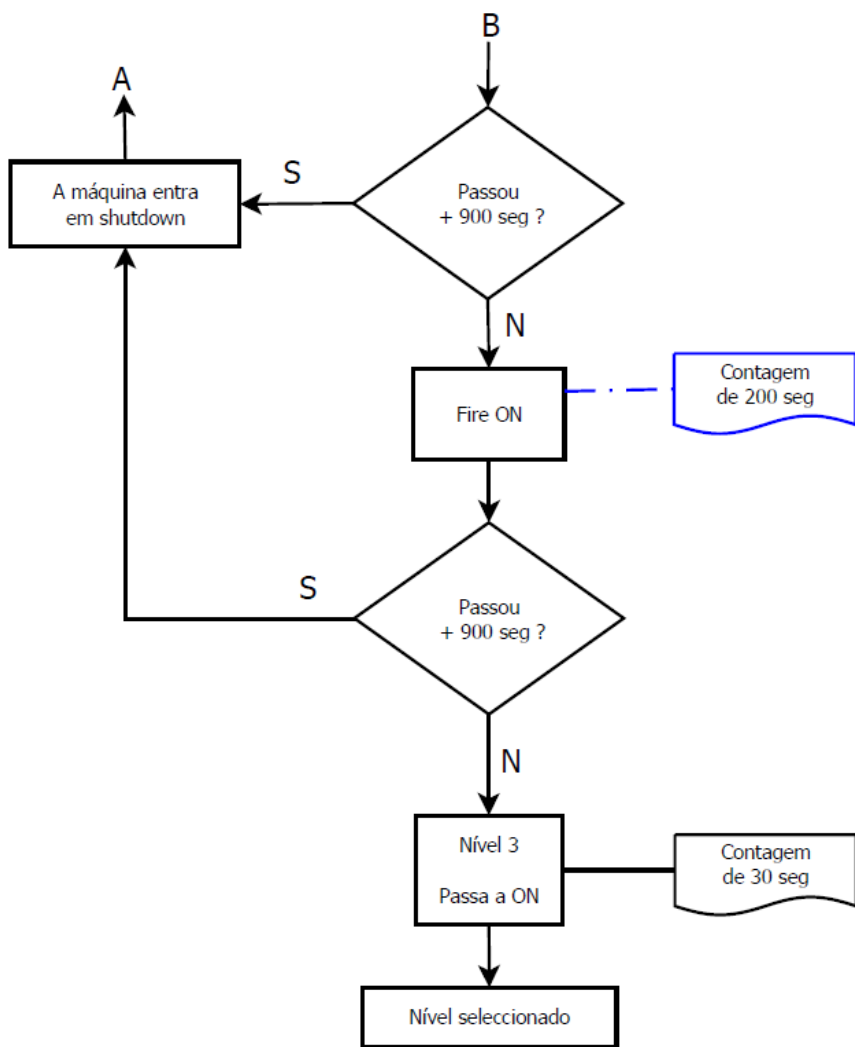 B
A
S
A máquina entra
em shutdown
Passou
+ 900 seg ?
N
Fire ON
Contagem
de 200 seg
S
Passou
+ 900 seg ?
N
Nível 3
Passa a ON
Contagem
de 30 seg
Nível seleccionado